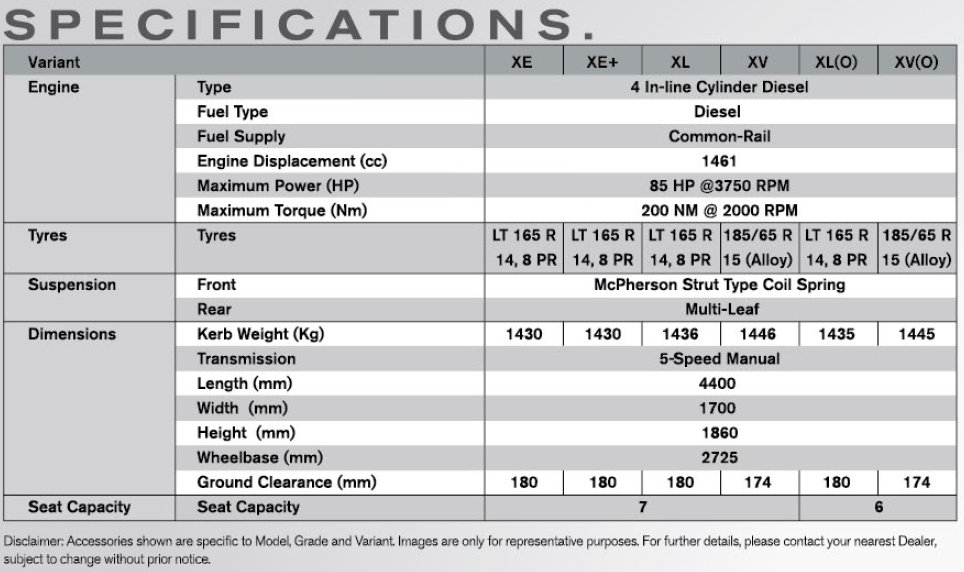 SPECIFICATIONS.
Variant XE XE+ XL XV XL(O) XV(O)
Engine Type 4 In-line Cylinder Diesel
Fuel Type Diesel
Fuel Supply Common-Rail
Engine Displacement (cc) 1461
Maximum Power (HP) 85 HP @3750 RPM
Maximum Torque (Nm) 200 NM @ 2000 RPM
Tyres Tyres LT 165 R LT 165 R LT 165 R 185/65 R LT 165 R 185/65 R
14, 8 PR 14, 8 PR 14, 8 PR 15 (Alloy) 14, 8 PR 15 (Alloy)
Suspension Front McPherson Strut Type Coil Spring
Rear Multi-Leaf
Dimensions Kerb Weight (Kg) 1430 1430 1436 1446 1435 1445
Transmission 5-Speed Manual
Length (mm) 4400
Width (mm) 1700
Height (mm) 1860
Wheelbase (mm) 2725
Ground Clearance (mm) 180 180 180 174 180 174
Seat Capacity Seat Capacity 7 6
Disclaimer: Accessories shown are specific to Model, Grade and Variant. Images are only for representative purposes. For further details, please contact your nearest Dealer,
subject to change without prior notice.